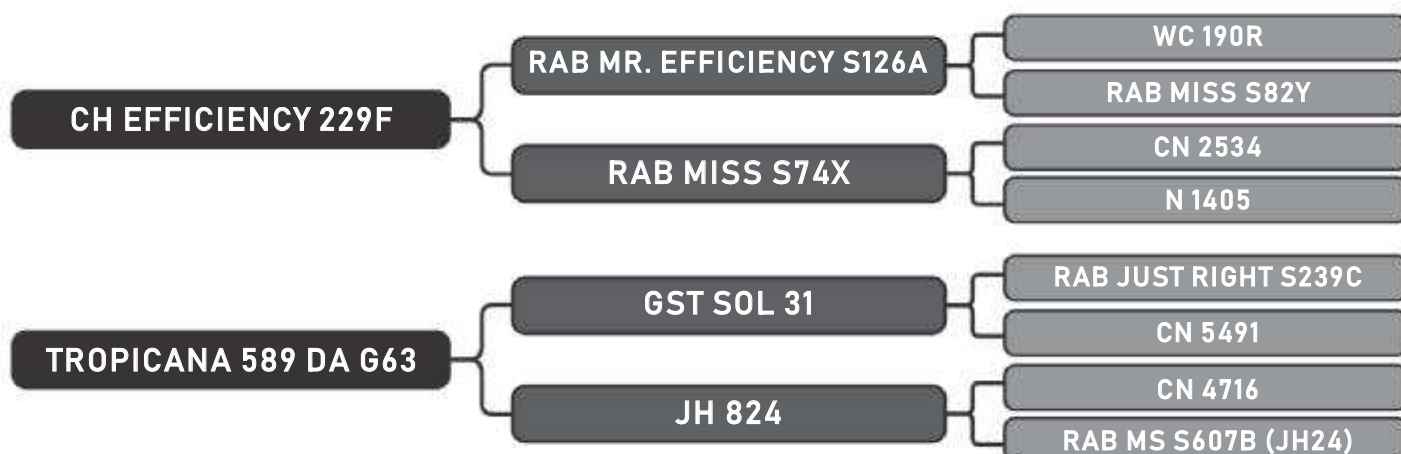 CH EFFICIENCY 229F
RAB MR. EFFICIENCY S126A
WC 190R
RAB MISS S82Y
RAB MISS S74X
CN 2534
N 1405
TROPICANA 589 DA G63
GST SOL 31
RAB JUST RIGHT S239C
CN 5491
JH 824
CN 4716
RAB MS S607B (JH24)